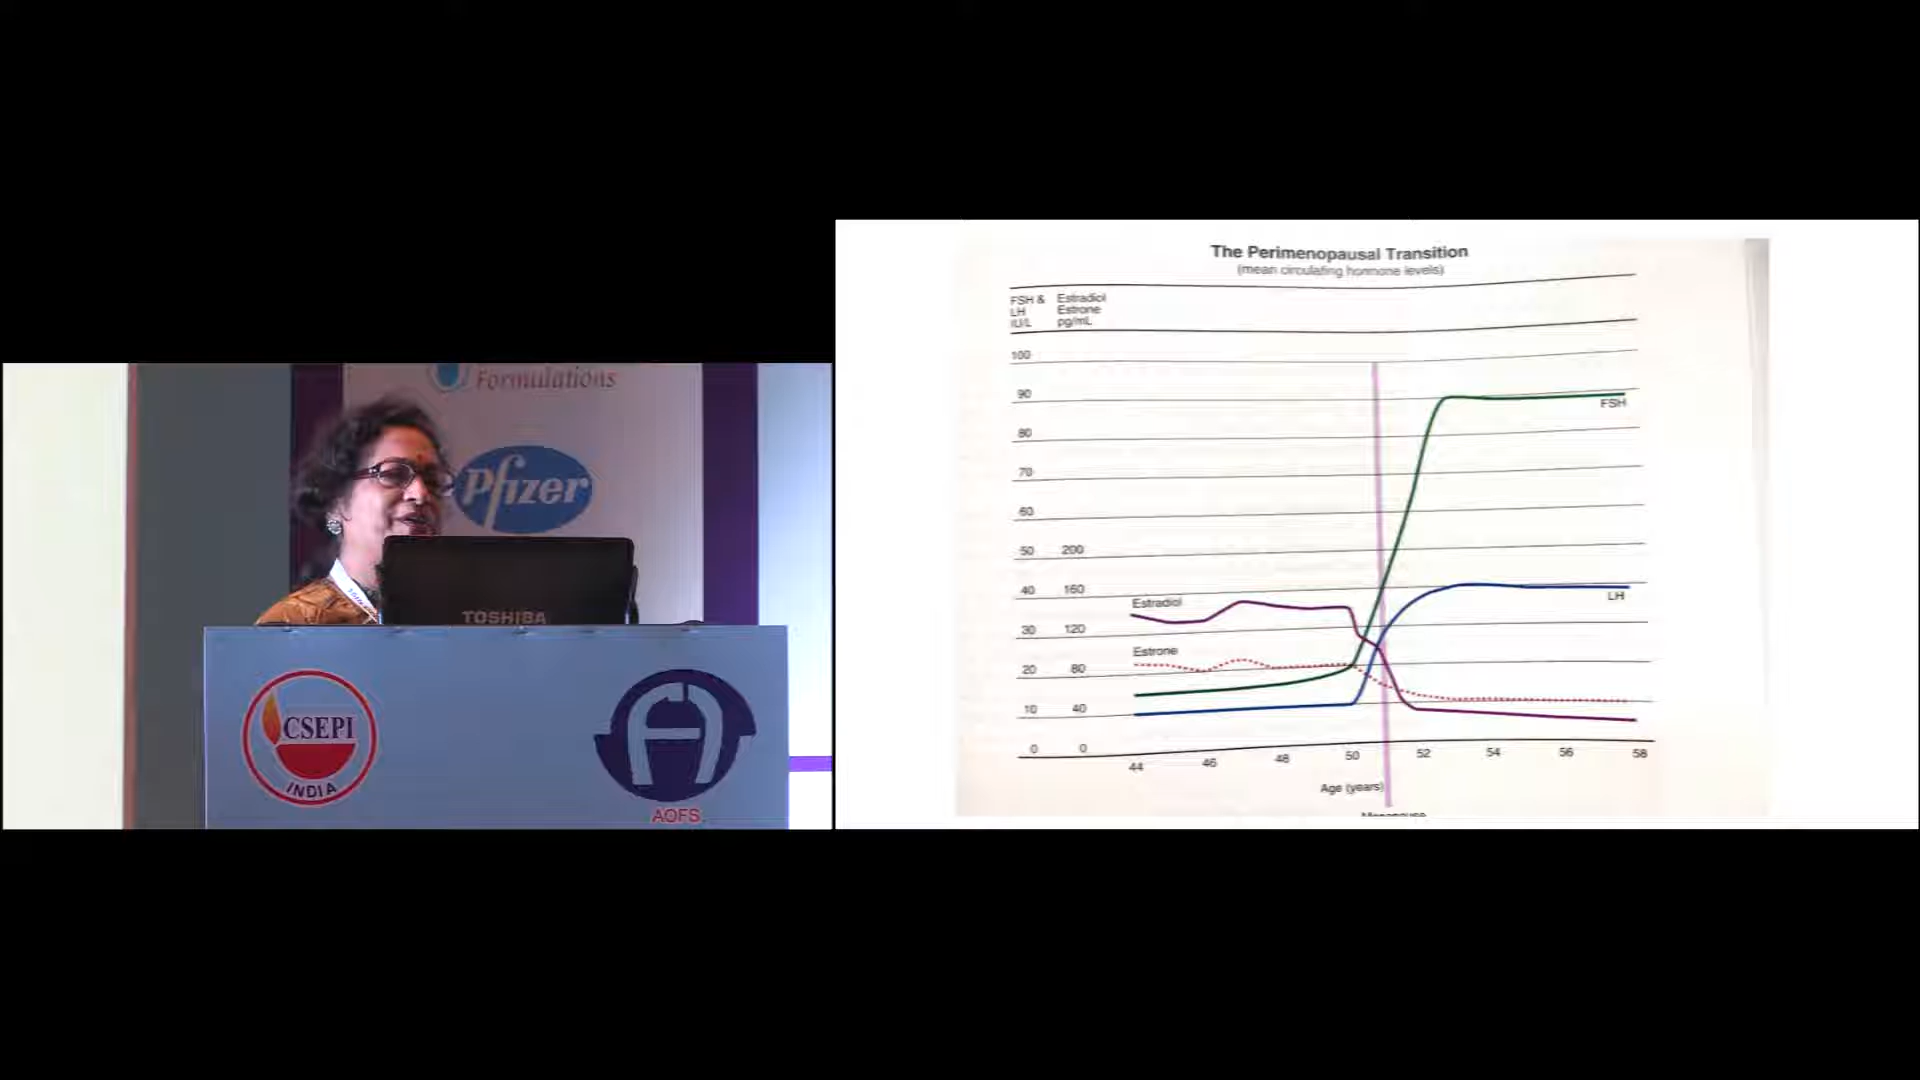 Formulations
Pfizer
TOSHIBA
CSEPI
INDIA
AOFS
The Perimenopausal Transition
(mean circulating hormone levels)
FSH & Estradiol
LH Estrone
IU/L pg/mL
100
90
80
70
60
50 200
40 160
30 120
20 80
10 40
0 0
FSH
LH
Estradiol
Estrone
44 46 48 50 52 54 56 58
Age (years)
Menopause